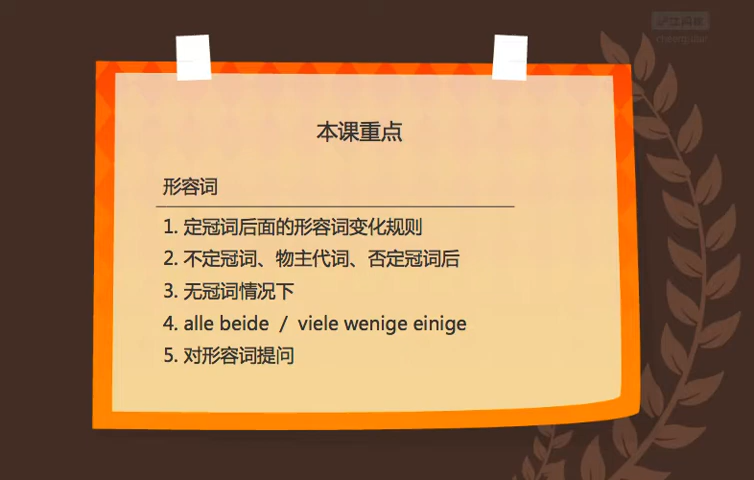 本课重点
形容词
1. 定冠词后面的形容词变化规则
2. 不定冠词、物主代词、否定冠词后
3. 无冠词情况下
4. alle beide / viele wenige einige
5. 对形容词提问